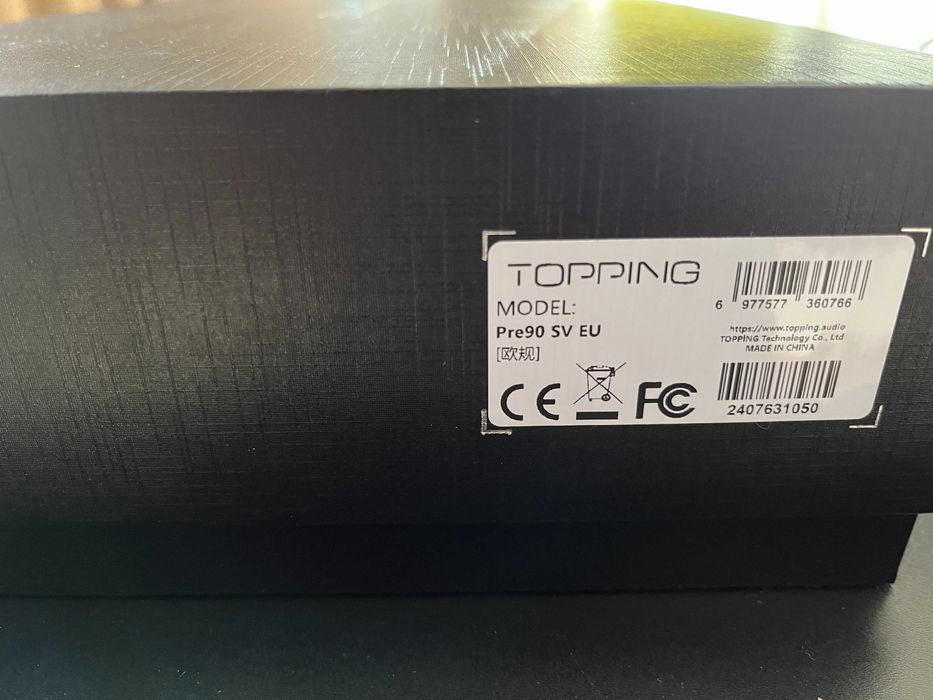 TOPPING
MODEL:
Pre90 SV EU
[欧规]
CE FC
6 977577 360766
https://www.topping.audio
TOPPING Technology Co., Ltd
MADE IN CHINA
2407631050